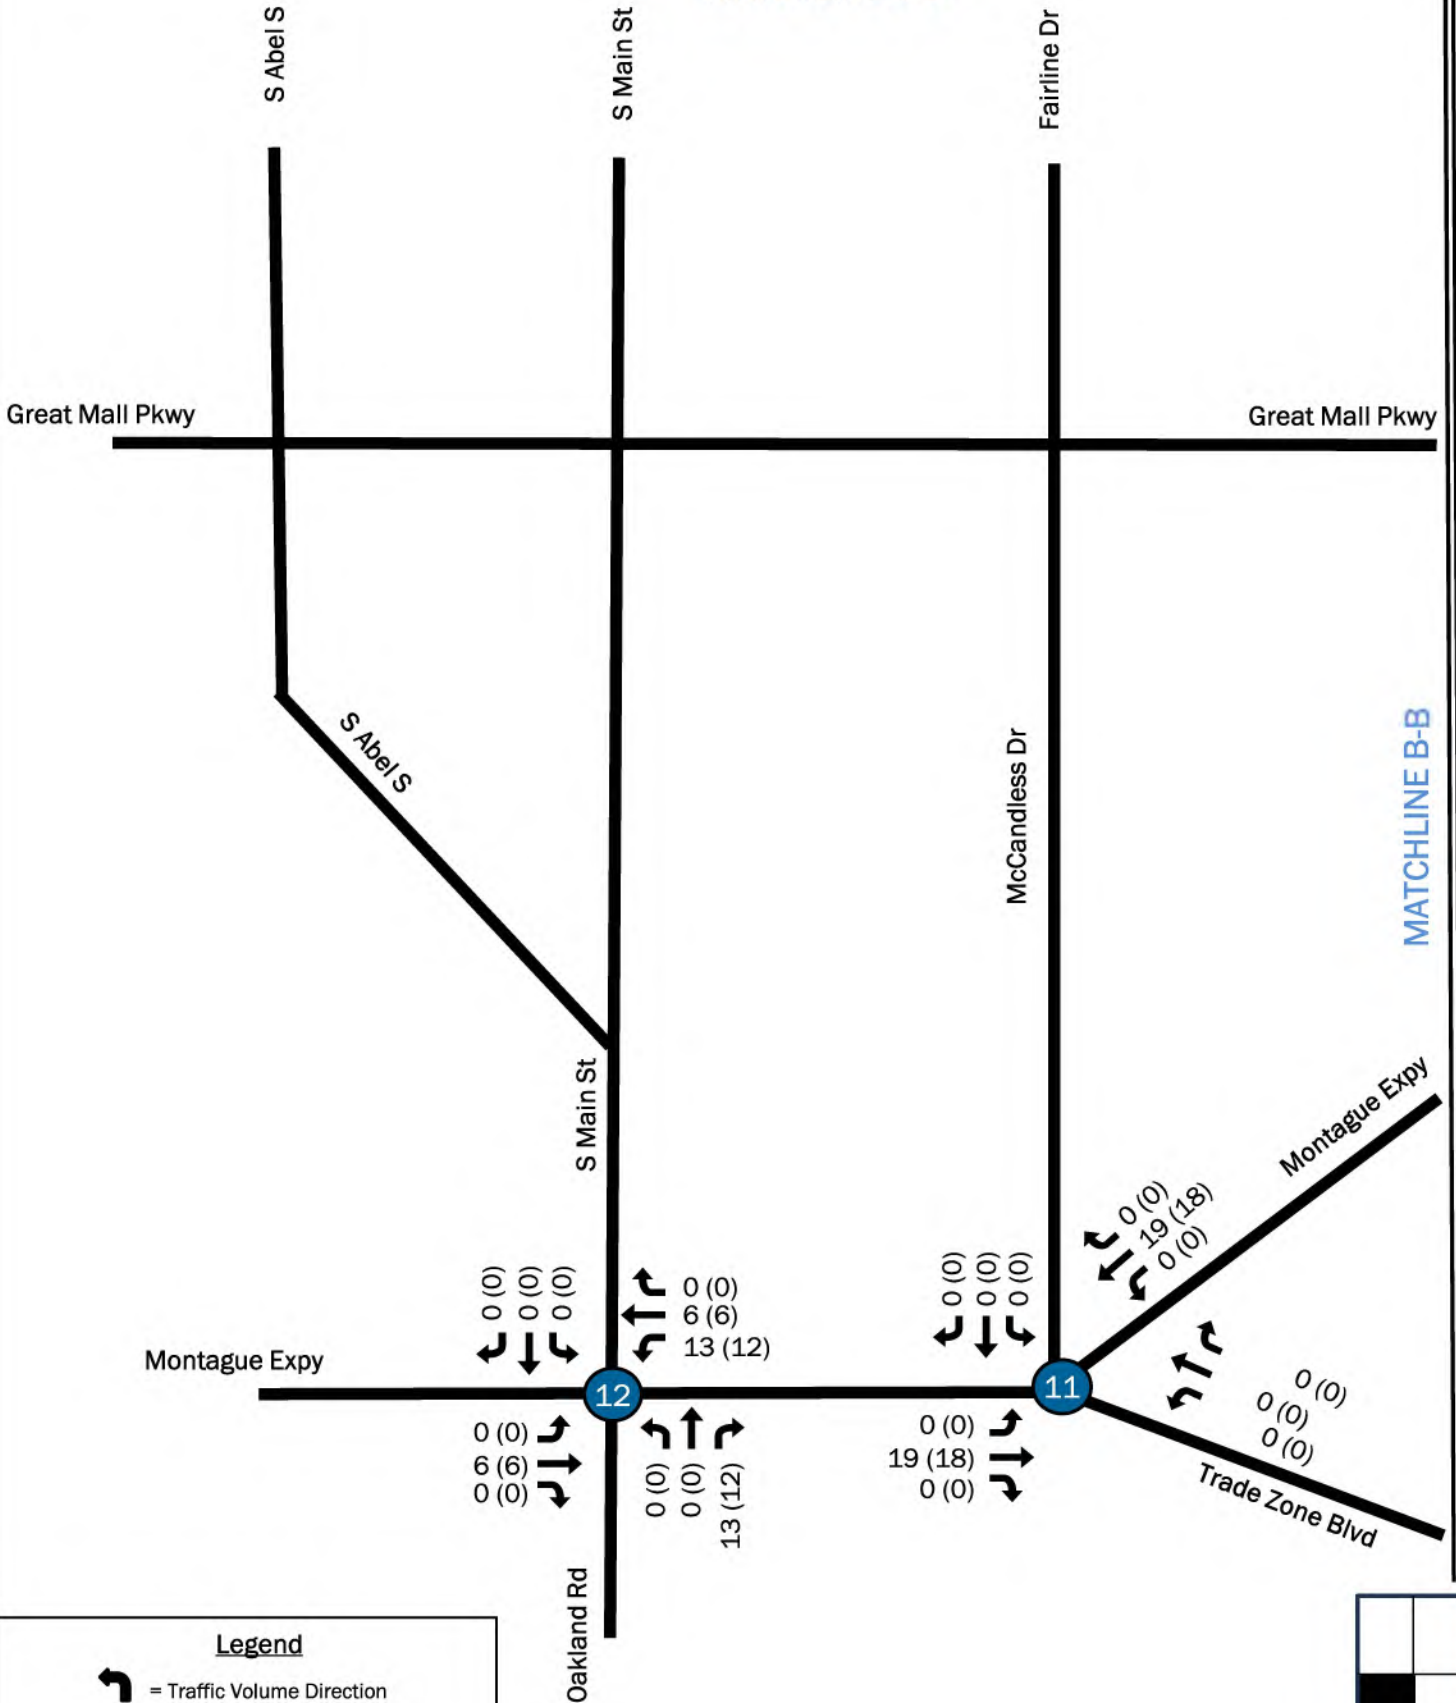 S Abel S
S Main St
Fairline Dr
Great Mall Pkwy
Great Mall Pkwy
S Abel S
McCandless Dr
MATCHLINE B-B
S Main St
Montague Expy
0 (0)
19 (18)
0 (0)
0 (0)
0 (0)
0 (0)
0 (0)
6 (6)
13 (12)
0 (0)
0 (0)
0 (0)
Montague Expy
12
11
0 (0)
6 (6)
0 (0)
0 (0)
0 (0)
13 (12)
0 (0)
19 (18)
0 (0)
0 (0)
0 (0)
0 (0)
Trade Zone Blvd
Oakland Rd
Legend
= Traffic Volume Direction